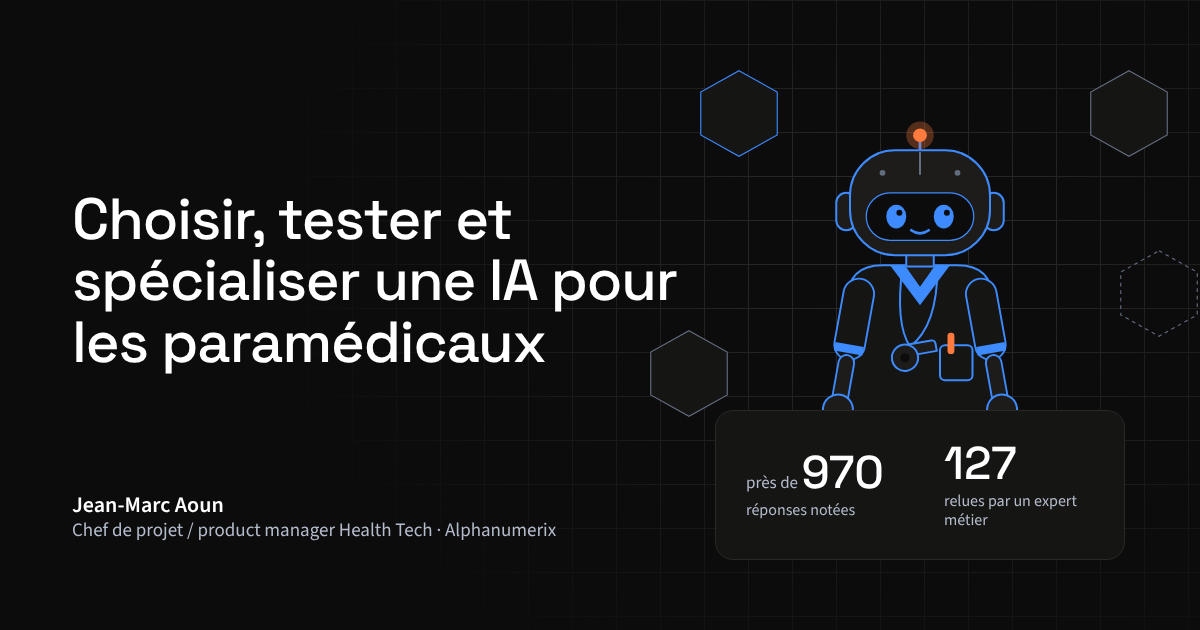 Choisir, tester et
spécialiser une IA pour
les paramédicaux
Jean-Marc Aoun
Chef de projet / product manager Health Tech · Alphanumerix
près de 970
réponses notées
127
relues par un expert
métier